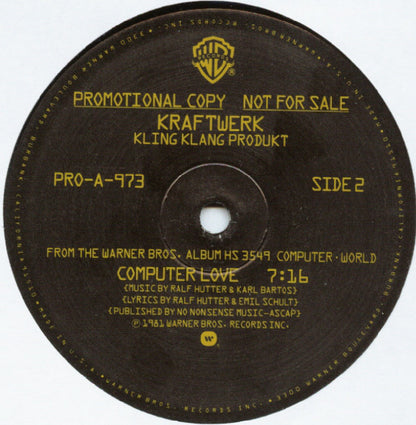 PROMOTIONAL COPY NOT FOR SALE
KRAFTWERK
KLING KLANG PRODUKT
PRO-A-973 SIDE 2
FROM THE WARNER BROS. ALBUM HS 3549 COMPUTER-WORLD
COMPUTER LOVE 7:16
{MUSIC BY RALF HUTTER & KARL BARTOS}
{LYRICS BY RALF HUTTER & EMIL SCHULT}
{PUBLISHED BY NO NONSENSE MUSIC-ASCAP}
℗ 1981 WARNER BROS. RECORDS INC.